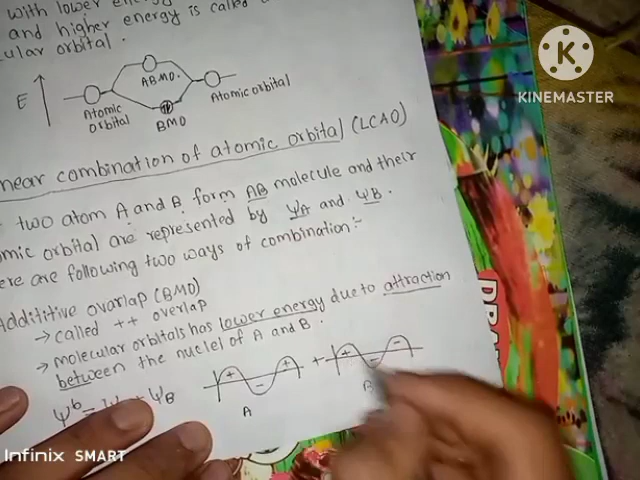 with lower energy
and higher energy is called
cular orbital.
K
KINEMASTER
E
ABMO.
Atomic orbital
Atomic orbital
BMO
near combination of atomic orbital (LCAO)
two atom A and B form AB molecule and their
omic orbital are represented by ΨA and ΨB.
ere are following two ways of combination:-
Addititive ovarlap (BMO)
→ called ++ overlap
→ molecular orbitals has lower energy due to attraction
between the nuclei of A and B.
Ψb = + ΨB
+ - + + + - -
A
Infinix SMART